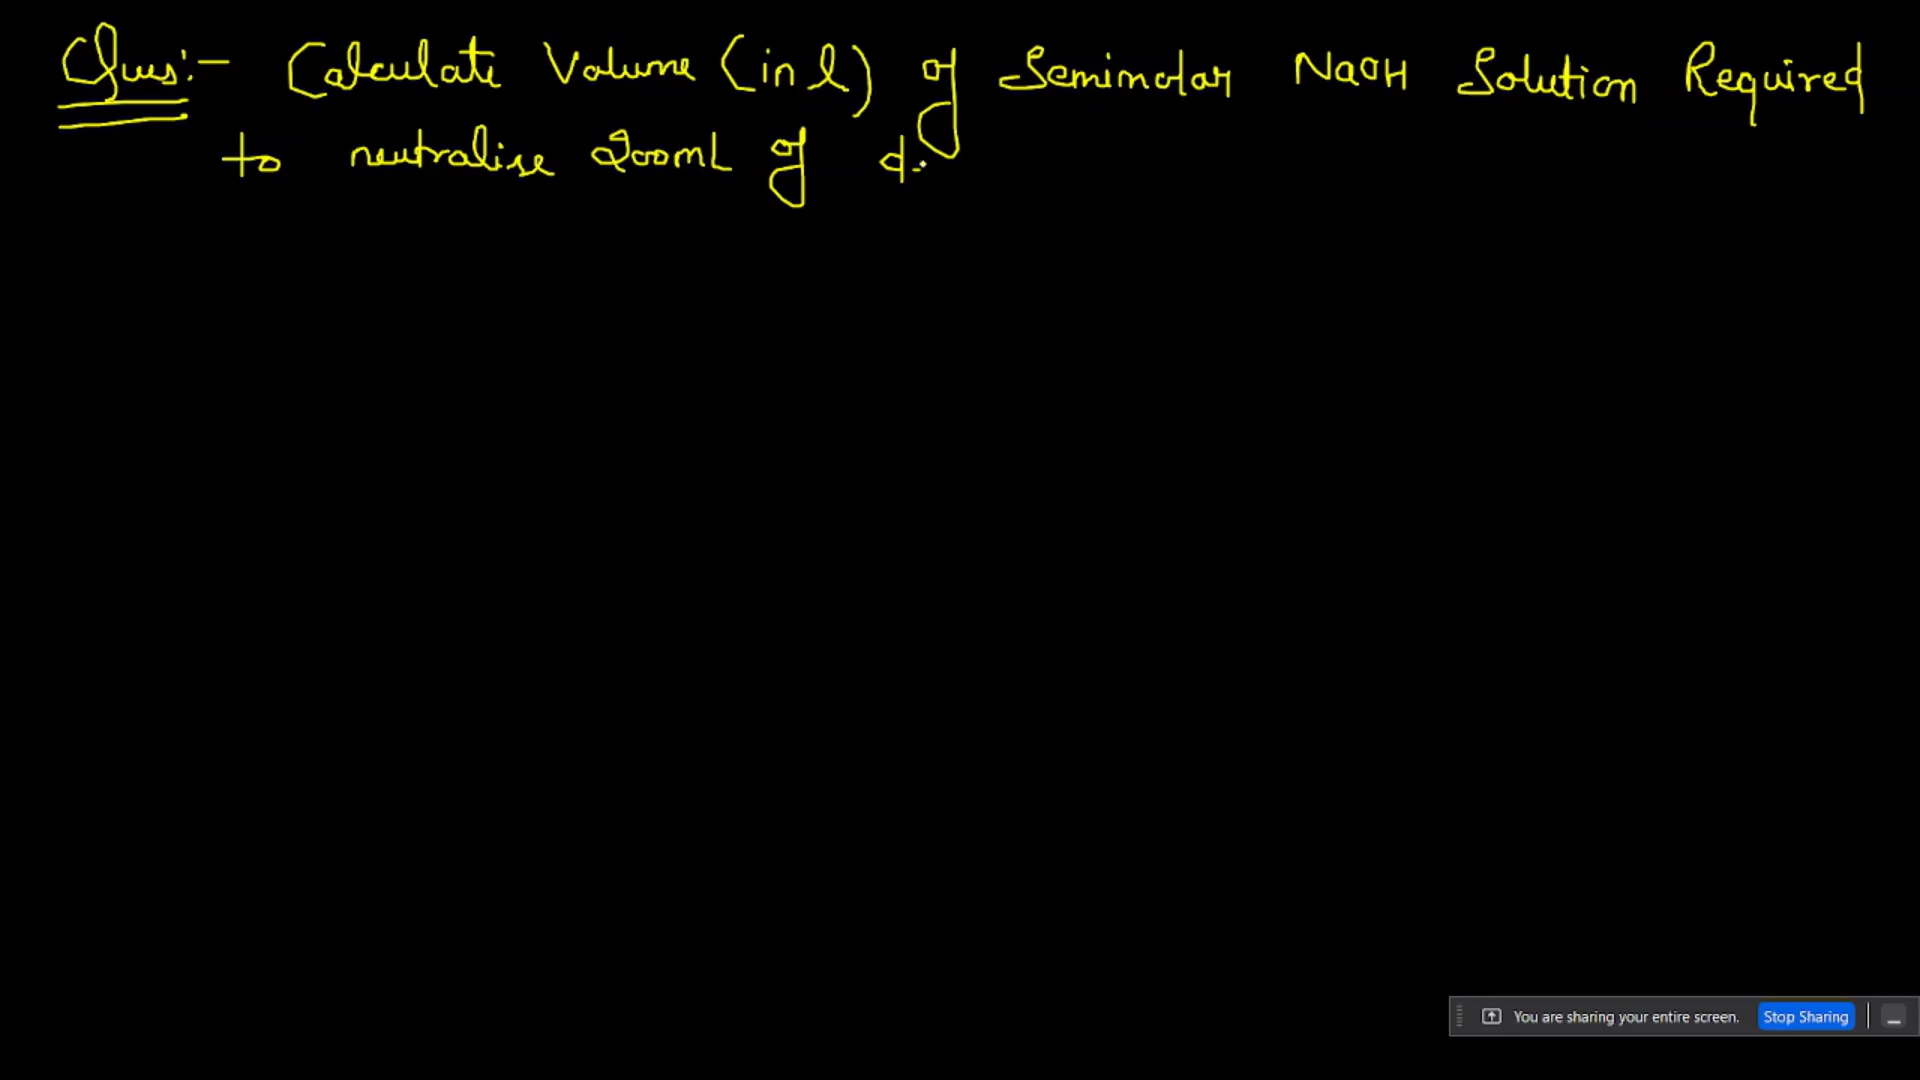 Ques:- Calculate Volume (in l) of Semimolar NaOH Solution Required
to neutralise 200mL of
You are sharing your entire screen. Stop Sharing